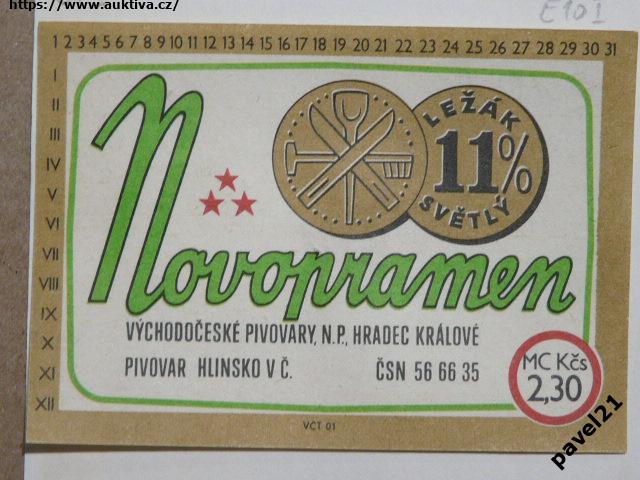 https://www.auktiva.cz/
E101
1 2 3 4 5 6 7 8 9 10 11 12 13 14 15 16 17 18 19 20 21 22 23 24 25 26 27 28 29 30 31
I
II
III
IV
V
VI
VII
VIII
IX
X
XI
XII
LEŽÁK
11%
SVĚTLÝ
Novopramen
VÝCHODOČESKÉ PIVOVARY, N.P., HRADEC KRÁLOVÉ
PIVOVAR HLINSKO V Č. ČSN 56 66 35
MC Kčs
2,30
VČT 01
pavel21